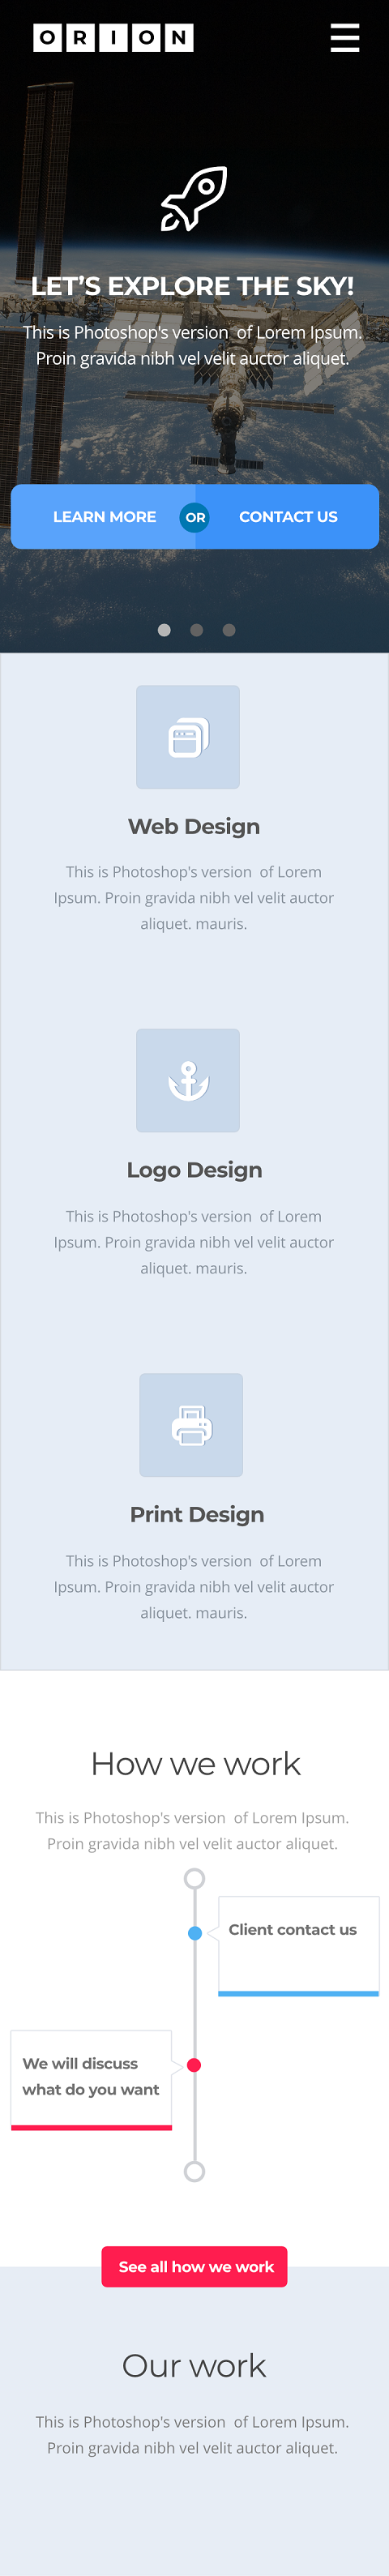 ORION
LET’S EXPLORE THE SKY!
This is Photoshop's version  of Lorem Ipsum.
Proin gravida nibh vel velit auctor aliquet.
LEARN MORE
OR
CONTACT US
Web Design
This is Photoshop's version  of Lorem
Ipsum. Proin gravida nibh vel velit auctor
aliquet. mauris.
Logo Design
This is Photoshop's version  of Lorem
Ipsum. Proin gravida nibh vel velit auctor
aliquet. mauris.
Print Design
This is Photoshop's version  of Lorem
Ipsum. Proin gravida nibh vel velit auctor
aliquet. mauris.
How we work
This is Photoshop's version  of Lorem Ipsum.
Proin gravida nibh vel velit auctor aliquet.
Client contact us
We will discuss
what do you want
See all how we work
Our work
This is Photoshop's version  of Lorem Ipsum.
Proin gravida nibh vel velit auctor aliquet.